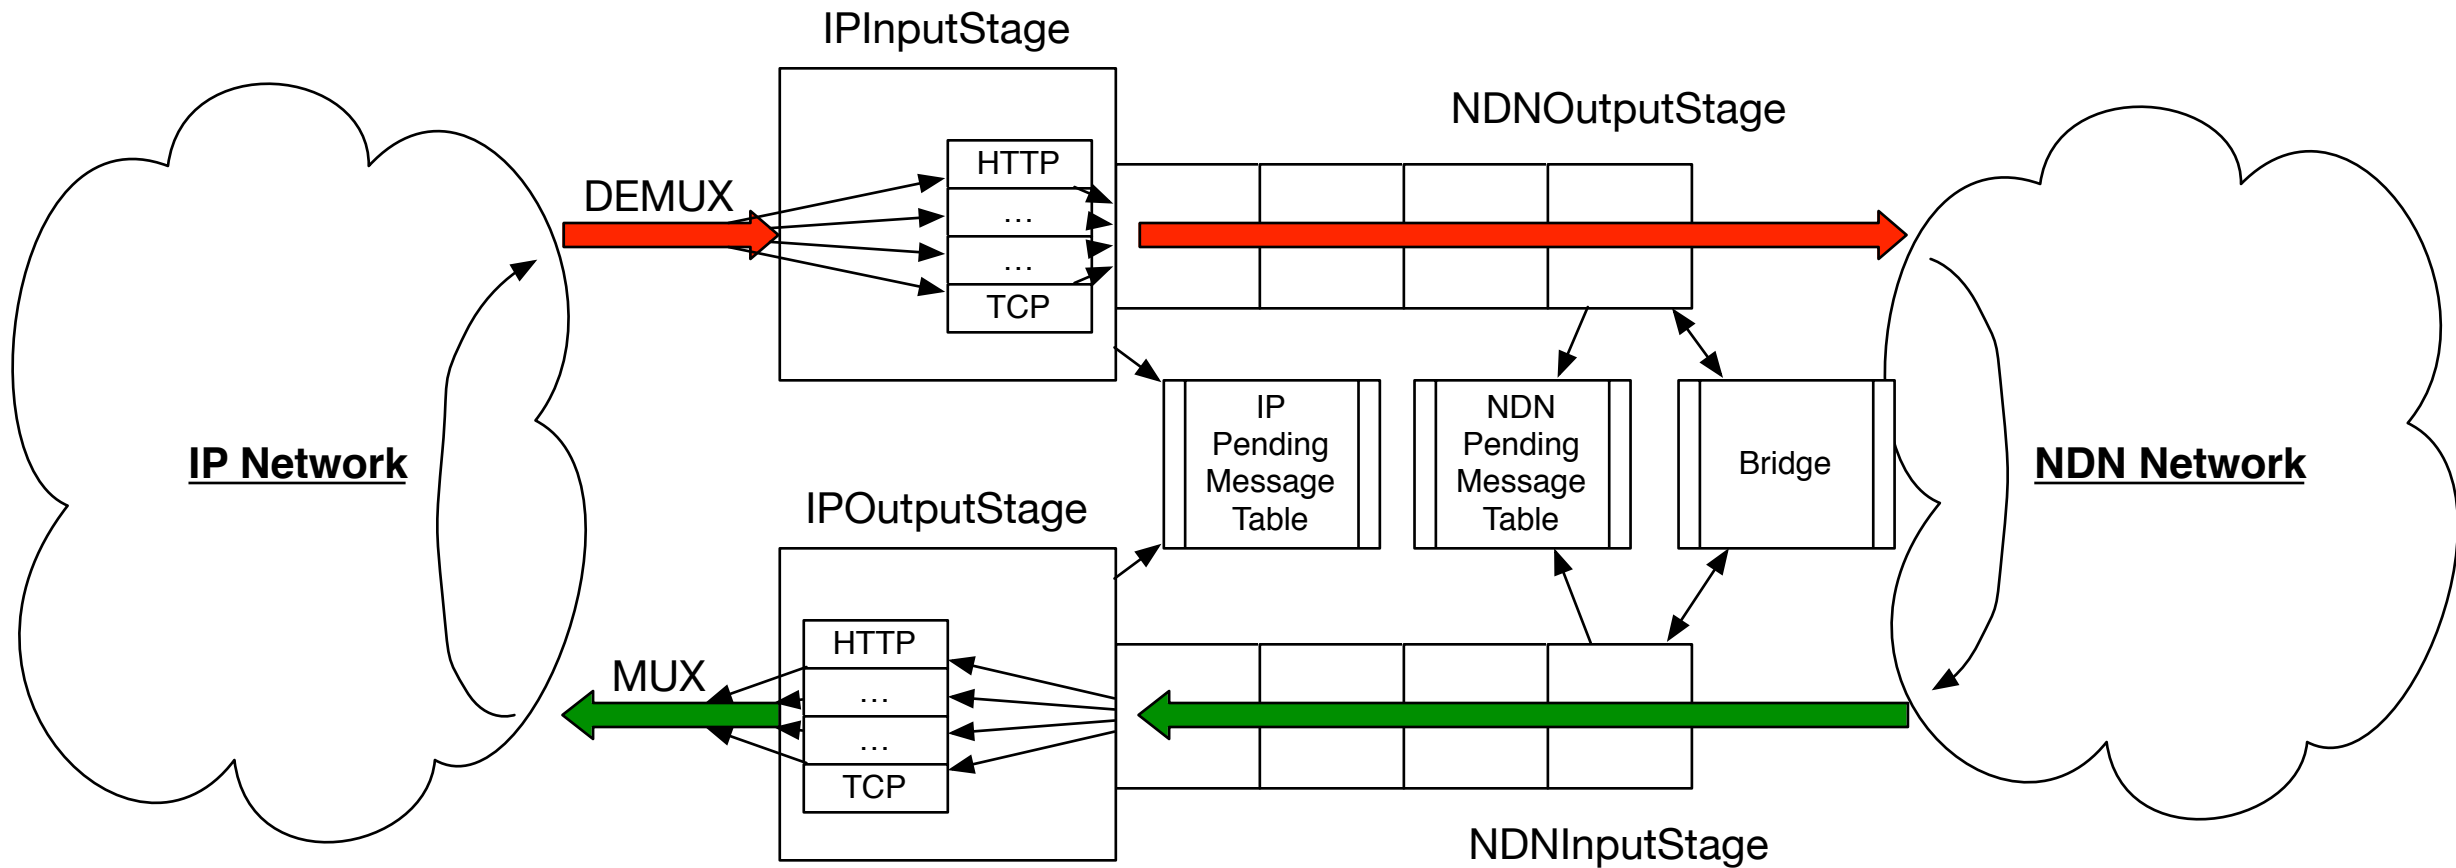 IPInputStage
NDNOutputStage
DEMUX
HTTP
...
...
TCP
IP Network
IP
Pending
Message
Table
NDN
Pending
Message
Table
Bridge
NDN Network
IPOutputStage
MUX
HTTP
...
...
TCP
NDNInputStage